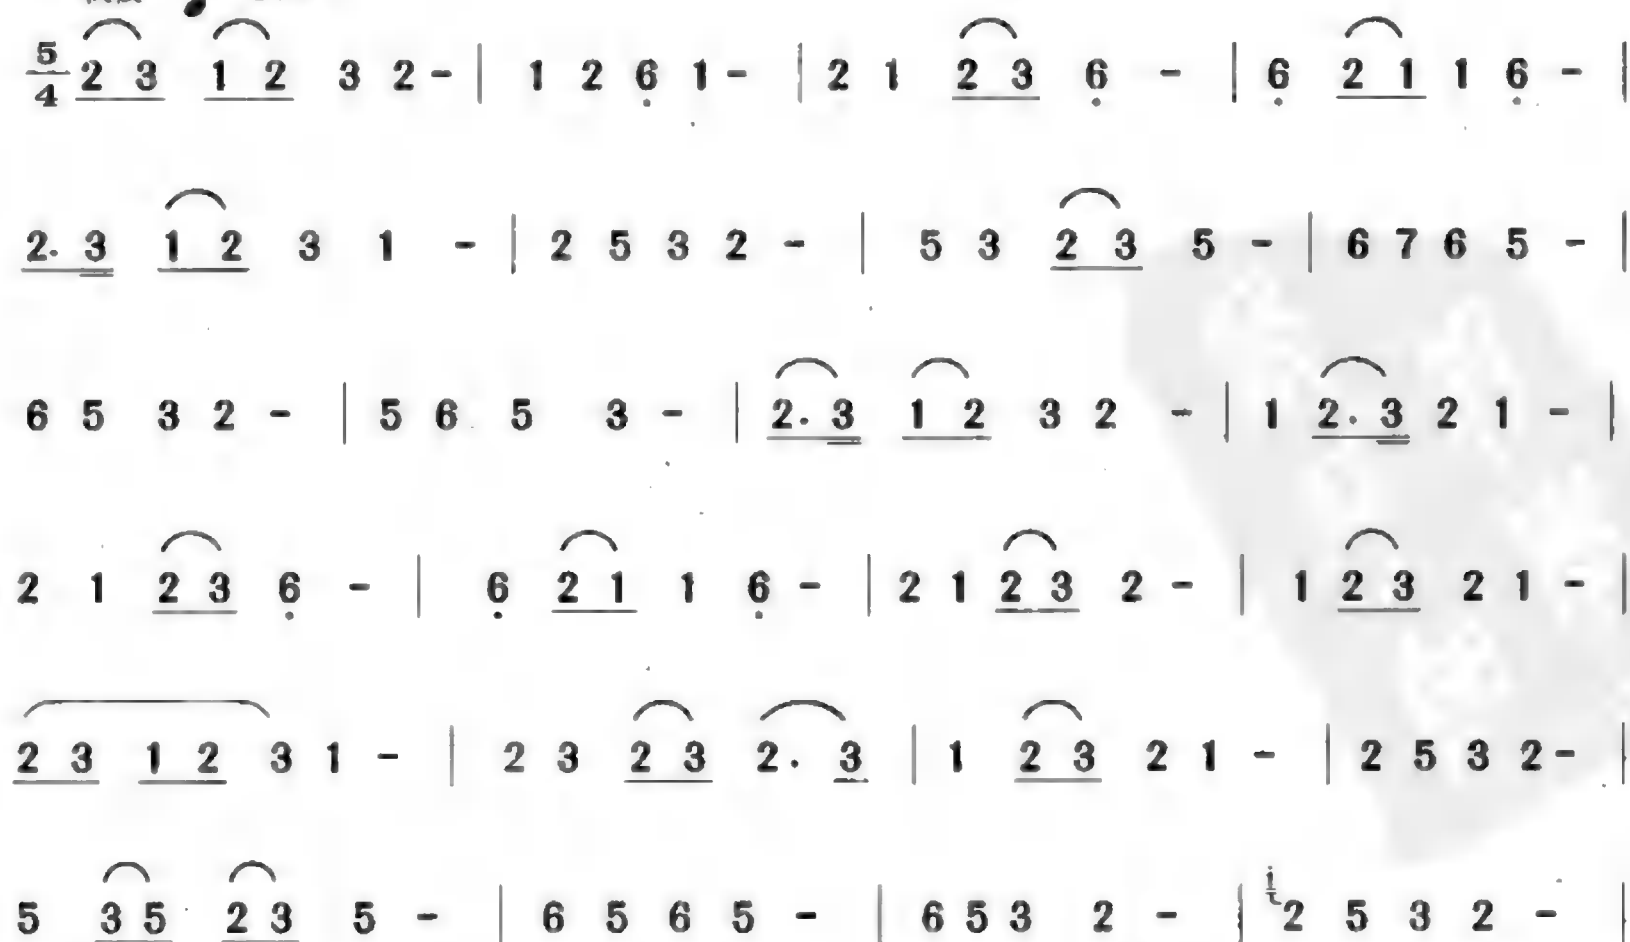 5/4 2 3 1 2 3 2 - | 1 2 6̣ 1 - | 2 1 2 3 6̣ - | 6̣ 2 1 1 6̣ - |
2. 3 1 2 3 1 - | 2 5 3 2 - | 5 3 2 3 5 - | 6 7 6 5 - |
6 5 3 2 - | 5 6 5 3 - | 2. 3 1 2 3 2 - | 1 2. 3 2 1 - |
2 1 2 3 6̣ - | 6̣ 2 1 1 6̣ - | 2 1 2 3 2 - | 1 2 3 2 1 - |
2 3 1 2 3 1 - | 2 3 2 3 2. 3 | 1 2 3 2 1 - | 2 5 3 2 - |
5 3 5 2 3 5 - | 6 5 6 5 - | 6 5 3 2 - | i 2 5 3 2 - |